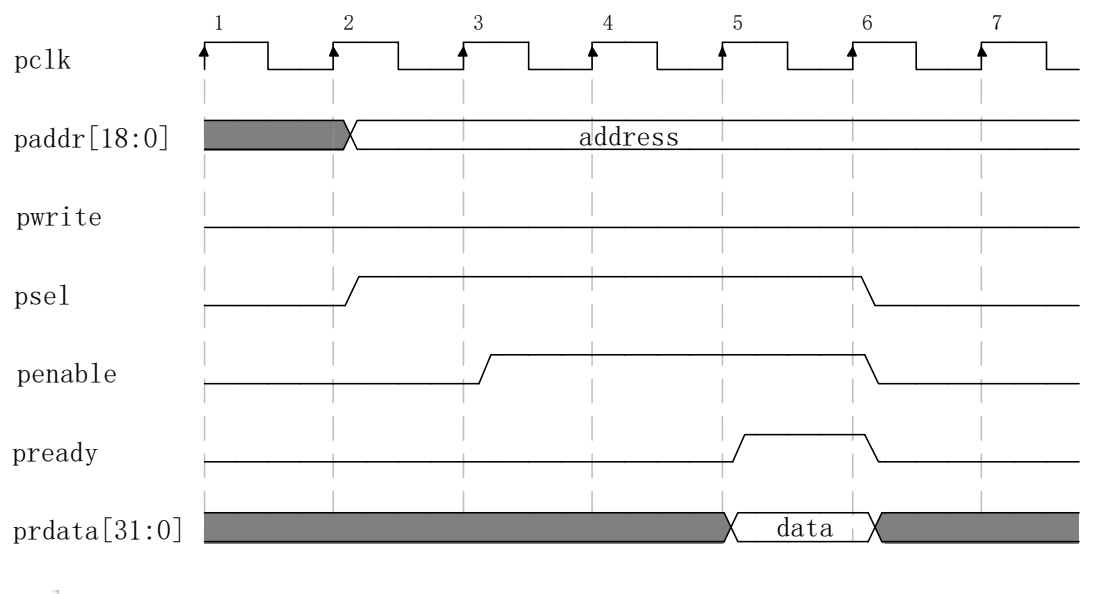 1 2 3 4 5 6 7
pclk
paddr[18:0] address
pwrite
psel
penable
pready
prdata[31:0] data